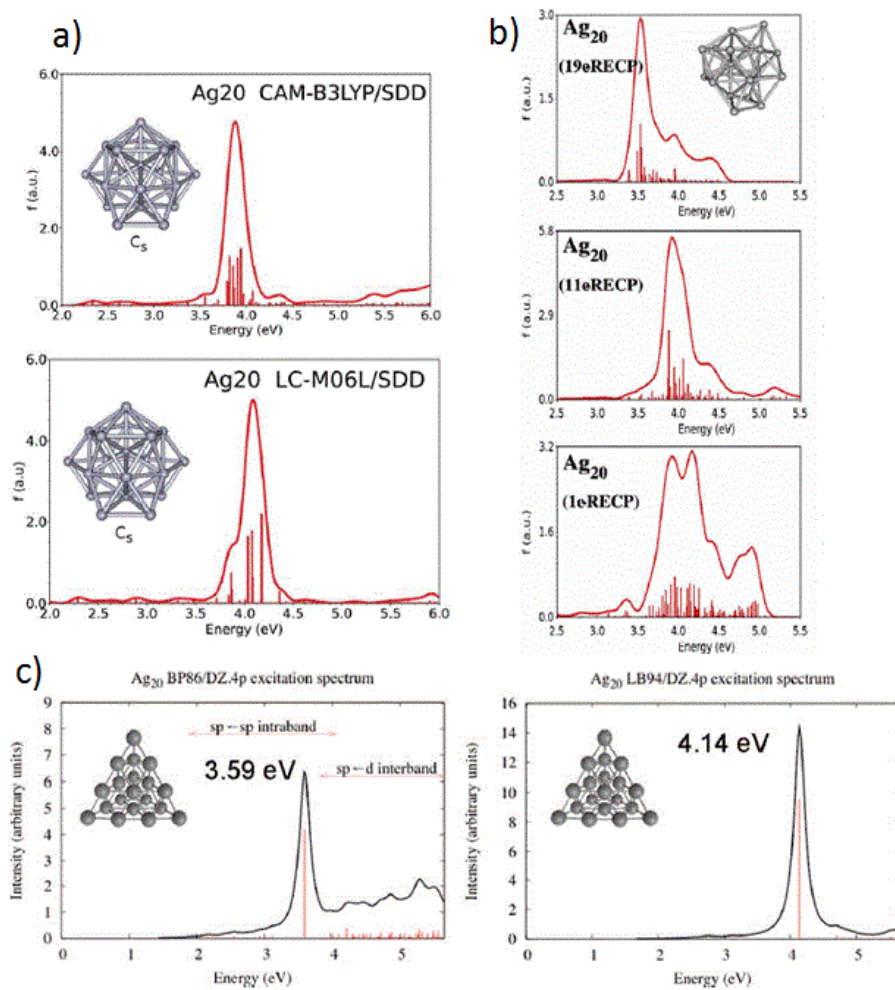 a)
Ag20 CAM-B3LYP/SDD
6.0
4.0
f (a.u.)
2.0
0.0
Cs
2.0 2.5 3.0 3.5 4.0 4.5 5.0 5.5 6.0
Energy (eV)
Ag20 LC-M06L/SDD
6.0
4.0
f (a.u)
2.0
0.0
Cs
2.0 2.5 3.0 3.5 4.0 4.5 5.0 5.5 6.0
Energy (eV)
b)
Ag20
(19eRECP)
3.0
1.5
f (a.u.)
0.0
2.5 3.0 3.5 4.0 4.5 5.0 5.5
Energy (eV)
Ag20
(11eRECP)
5.8
2.9
f (a.u.)
0.0
2.5 3.0 3.5 4.0 4.5 5.0 5.5
Energy (eV)
Ag20
(1eRECP)
3.2
1.6
f (a.u.)
0.0
2.5 3.0 3.5 4.0 4.5 5.0 5.5
Energy (eV)
c)
Ag20 BP86/DZ.4p excitation spectrum
sp←sp intraband
3.59 eV
sp←d interband
9
8
7
6
5
4
3
2
1
0
Intensity (arbitrary units)
0 1 2 3 4 5
Energy (eV)
Ag20 LB94/DZ.4p excitation spectrum
4.14 eV
16
14
12
10
8
6
4
2
0
Intensity (arbitrary units)
0 1 2 3 4 5
Energy (eV)